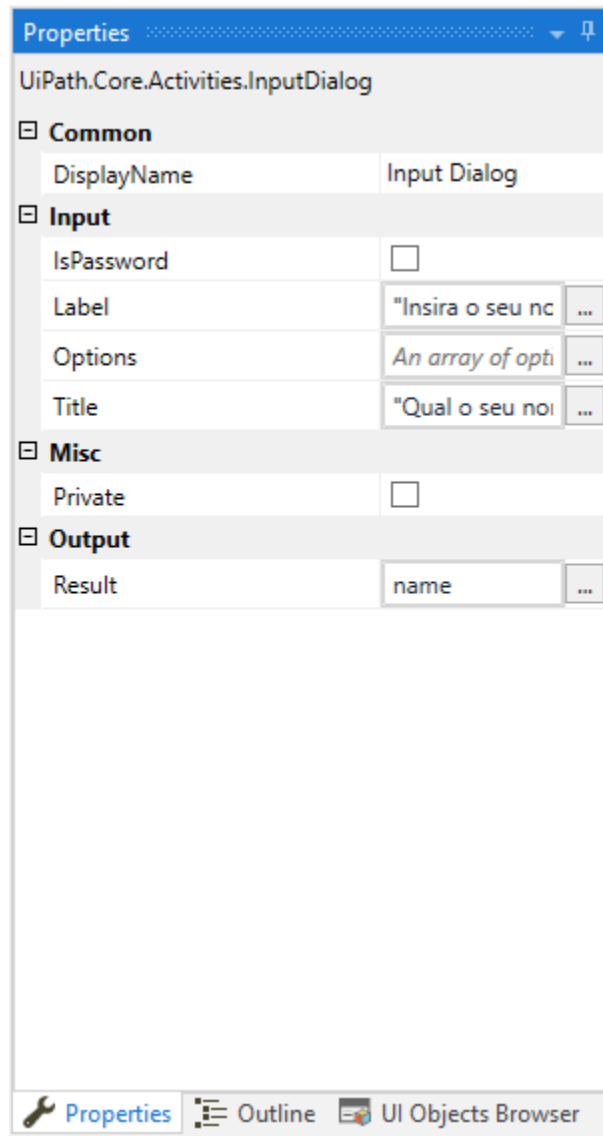 Properties
UiPath.Core.Activities.InputDialog
Common
DisplayName Input Dialog
Input
IsPassword
Label "Insira o seu nc ...
Options An array of opti ...
Title "Qual o seu noi ...
Misc
Private
Output
Result name ...
Properties Outline UI Objects Browser